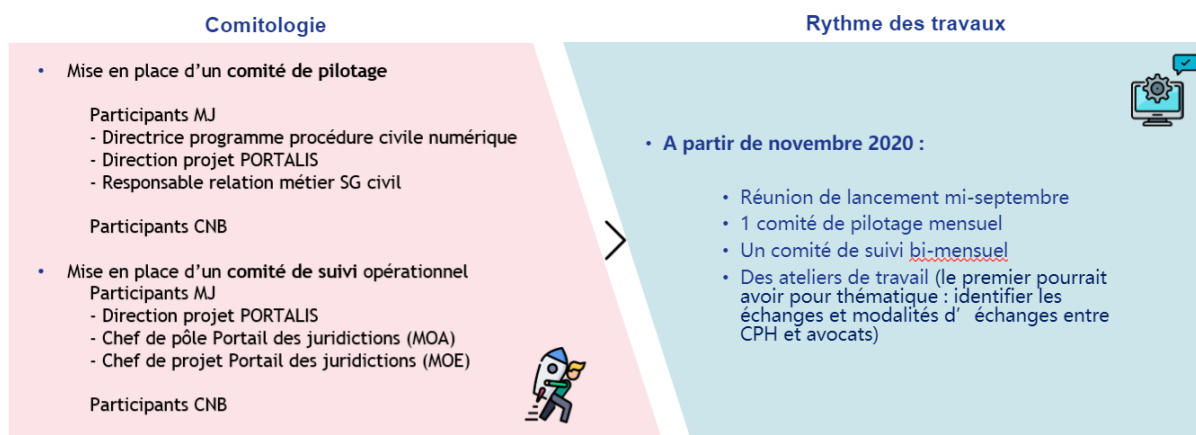 Comitologie
• Mise en place d'un comité de pilotage
Participants MJ
- Directrice programme procédure civile numérique
- Direction projet PORTALIS
- Responsable relation métier SG civil
Participants CNB
• Mise en place d'un comité de suivi opérationnel
Participants MJ
- Direction projet PORTALIS
- Chef de pôle Portail des juridictions (MOA)
- Chef de projet Portail des juridictions (MOE)
Participants CNB
Rythme des travaux
• A partir de novembre 2020 :
• Réunion de lancement mi-septembre
• 1 comité de pilotage mensuel
• Un comité de suivi bi-mensuel
• Des ateliers de travail (le premier pourrait
avoir pour thématique : identifier les
échanges et modalités d' échanges entre
CPH et avocats)